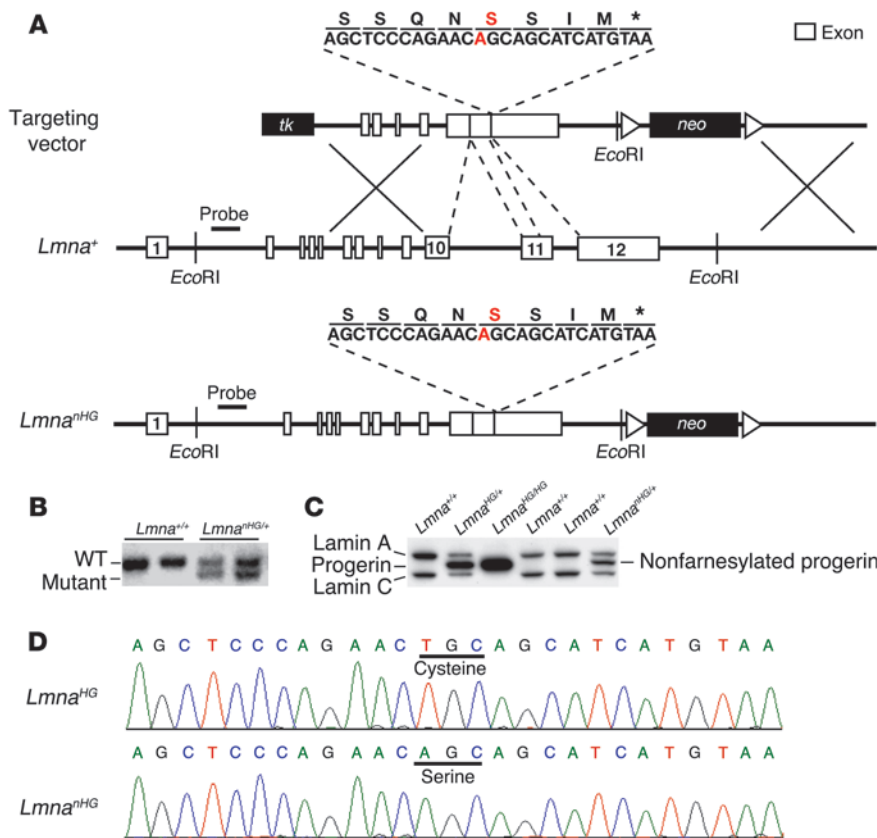 A
S S Q N S S I M *
AGCTCCCAGAACAGCAGCATCATGTAA
Exon
Targeting vector
tk
neo
EcoRI
Probe
Lmna+
1
10
11
12
EcoRI
EcoRI
S S Q N S S I M *
AGCTCCCAGAACAGCAGCATCATGTAA
Probe
LmnanHG
1
neo
EcoRI
EcoRI
B
Lmna+/+ LmnanHG/+
WT
Mutant
C
Lmna+/+ LmnaHG/+ LmnaHG/HG Lmna+/+ Lmna+/+ LmnanHG/+
Lamin A
Progerin
Lamin C
Nonfarnesylated progerin
D
A G C T C C C A G A A C T G C A G C A T C A T G T A A
Cysteine
LmnaHG
A G C T C C C A G A A C A G C A G C A T C A T G T A A
Serine
LmnanHG